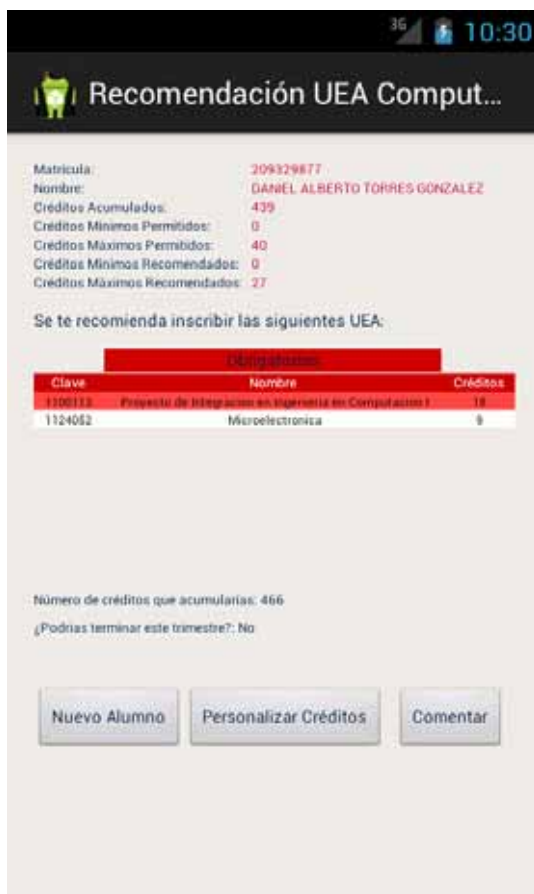 3G 10:30
Recomendación UEA Comput...
Matrícula: 209329877
Nombre: DANIEL ALBERTO TORRES GONZALEZ
Créditos Acumulados: 439
Créditos Mínimos Permitidos: 0
Créditos Máximos Permitidos: 40
Créditos Mínimos Recomendados: 0
Créditos Máximos Recomendados: 27
Se te recomienda inscribir las siguientes UEA:
Obligatorias
Clave Nombre Créditos
1100113 Proyecto de Integracion en Ingenieria en Computacion I 18
1124052 Microelectronica 9
Número de créditos que acumularías: 466
¿Podrías terminar este trimestre?: No
Nuevo Alumno Personalizar Créditos Comentar